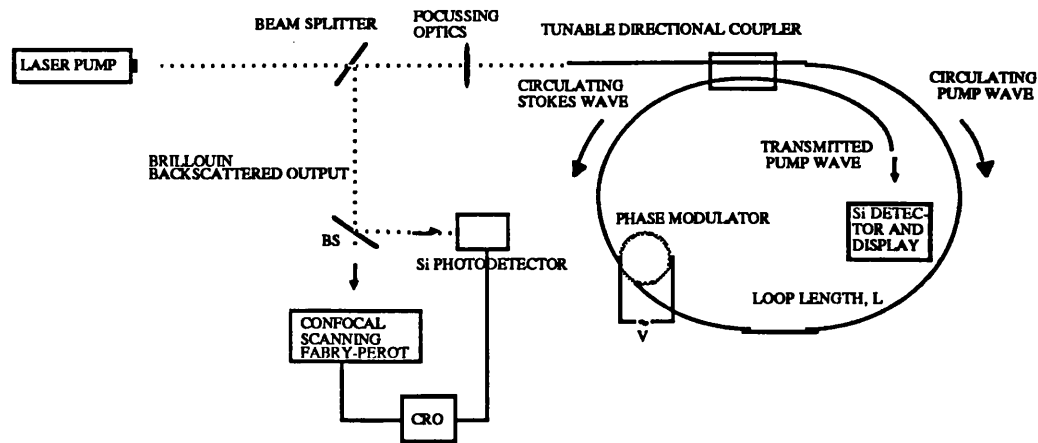 FOCUSSING
OPTICS
BEAM SPLITTER
TUNABLE DIRECTIONAL COUPLER
LASER PUMP
CIRCULATING
STOKES WAVE
CIRCULATING
PUMP WAVE
TRANSMITTED
PUMP WAVE
BRILLOUIN
BACKSCATTERED OUTPUT
PHASE MODULATOR
Si DETEC-
TOR AND
DISPLAY
BS
Si PHOTODETECTOR
LOOP LENGTH, L
~
V
CONFOCAL
SCANNING
FABRY-PEROT
CRO